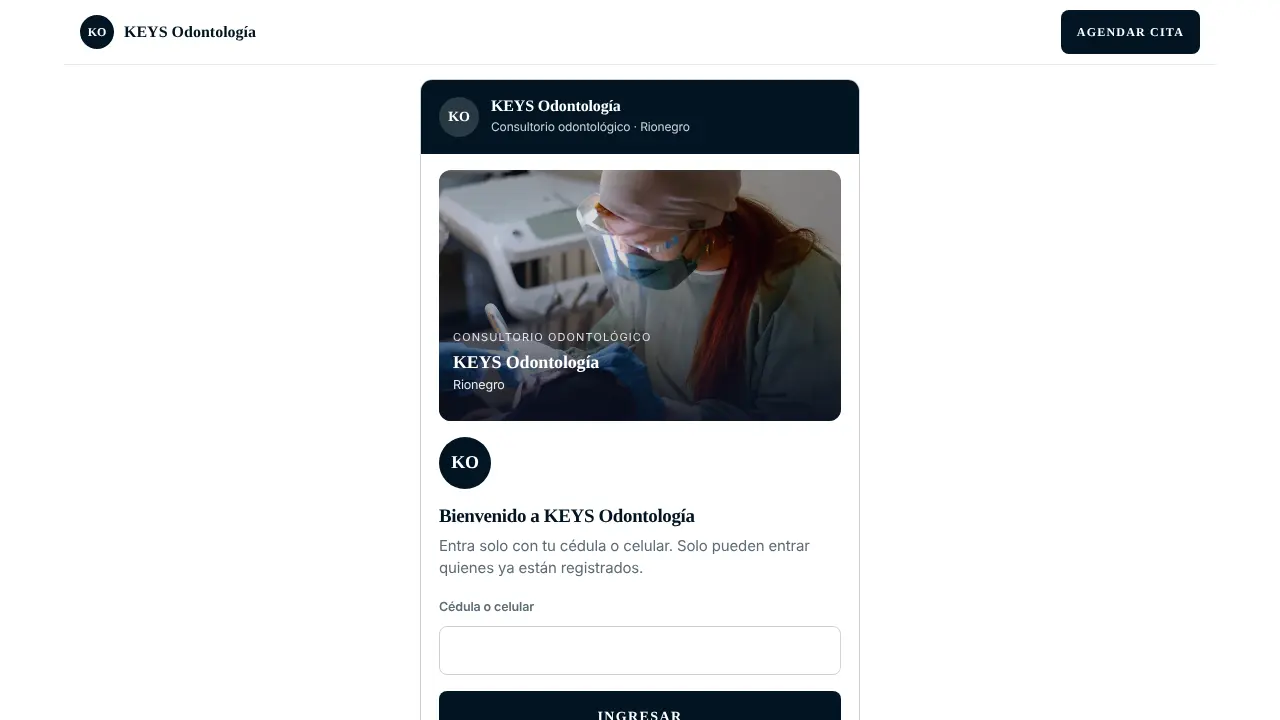 KO
KEYS Odontología
AGENDAR CITA
KO
KEYS Odontología
Consultorio odontológico · Rionegro
CONSULTORIO ODONTOLÓGICO
KEYS Odontología
Rionegro
KO
Bienvenido a KEYS Odontología
Entra solo con tu cédula o celular. Solo pueden entrar
quienes ya están registrados.
Cédula o celular
INGRESAR